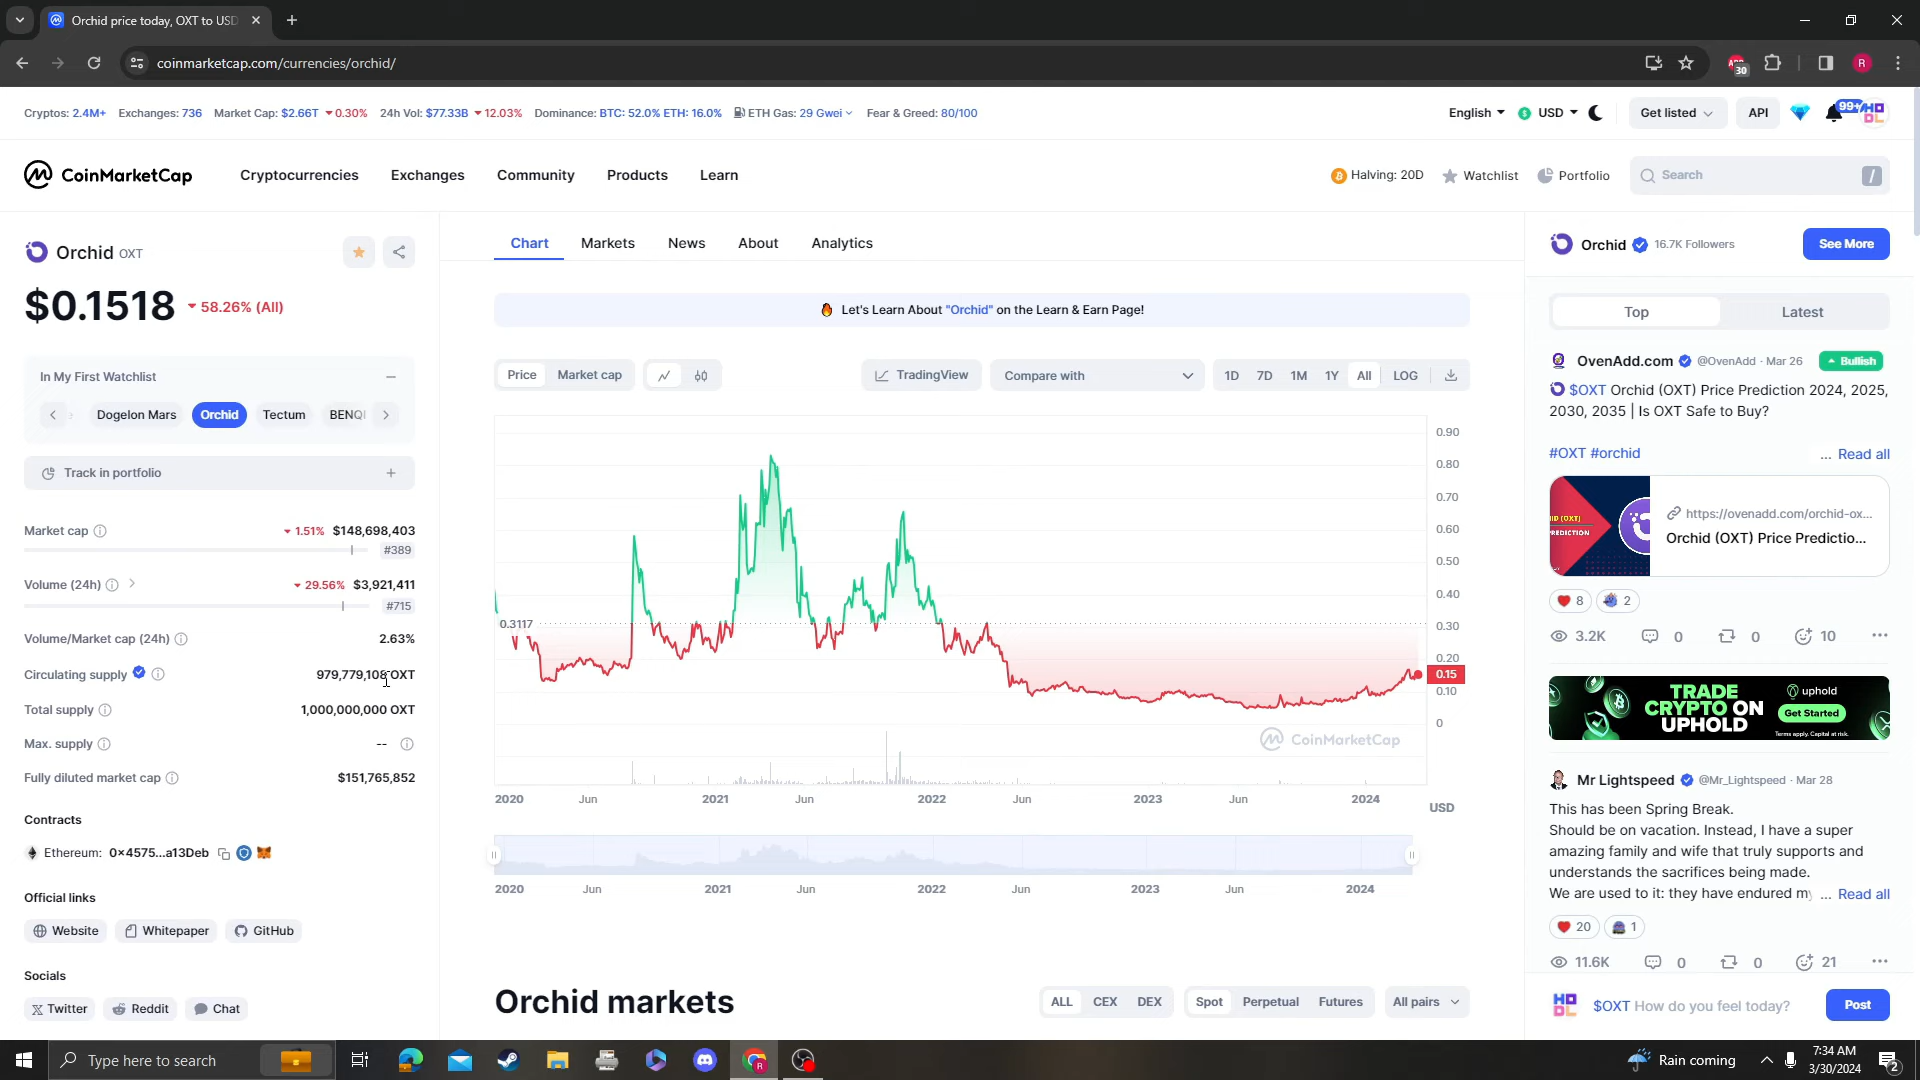 Orchid price today, OXT to USD
coinmarketcap.com/currencies/orchid/
30
R
Cryptos: 2.4M+ Exchanges: 736 Market Cap: $2.66T 0.30% 24h Vol: $77.33B 12.03% Dominance: BTC: 52.0% ETH: 16.0% ETH Gas: 29 Gwei Fear & Greed: 80/100
English USD Get listed API 99+
CoinMarketCap
Cryptocurrencies Exchanges Community Products Learn
Halving: 20D Watchlist Portfolio Search /
Orchid OXT
$0.1518 58.26% (All)
In My First Watchlist
Dogelon Mars Orchid Tectum BENQI
Track in portfolio
Market cap 1.51% $148,698,403
#389
Volume (24h) 29.56% $3,921,411
#715
Volume/Market cap (24h) 2.63%
Circulating supply 979,779,108 OXT
Total supply 1,000,000,000 OXT
Max. supply --
Fully diluted market cap $151,765,852
Contracts
Ethereum: 0x4575...a13Deb
Official links
Website Whitepaper GitHub
Socials
Twitter Reddit Chat
Chart Markets News About Analytics
Let's Learn About "Orchid" on the Learn & Earn Page!
Price Market cap TradingView Compare with 1D 7D 1M 1Y All LOG
0.90
0.80
0.70
0.60
0.50
0.40
0.3117
0.30
0.20
0.15
0.10
0
CoinMarketCap
2020 Jun 2021 Jun 2022 Jun 2023 Jun 2024
USD
2020 Jun 2021 Jun 2022 Jun 2023 Jun 2024
Orchid markets ALL CEX DEX Spot Perpetual Futures All pairs
Orchid 16.7K Followers See More
Top Latest
OvenAdd.com @OvenAdd · Mar 26 Bullish
$OXT Orchid (OXT) Price Prediction 2024, 2025,
2030, 2035 | Is OXT Safe to Buy?
#OXT #orchid ... Read all
https://ovenadd.com/orchid-ox...
Orchid (OXT) Price Predictio...
8 2
3.2K 0 0 10
TRADE
CRYPTO ON
UPHOLD
uphold
Get Started
Terms apply. Capital at risk.
Mr Lightspeed @Mr_Lightspeed · Mar 28
This has been Spring Break.
Should be on vacation. Instead, I have a super
amazing family and wife that truly supports and
understands the sacrifices being made.
We are used to it: they have endured my ... Read all
20 1
11.6K 0 0 21
$OXT How do you feel today? Post
Type here to search
Rain coming
7:34 AM
3/30/2024
2